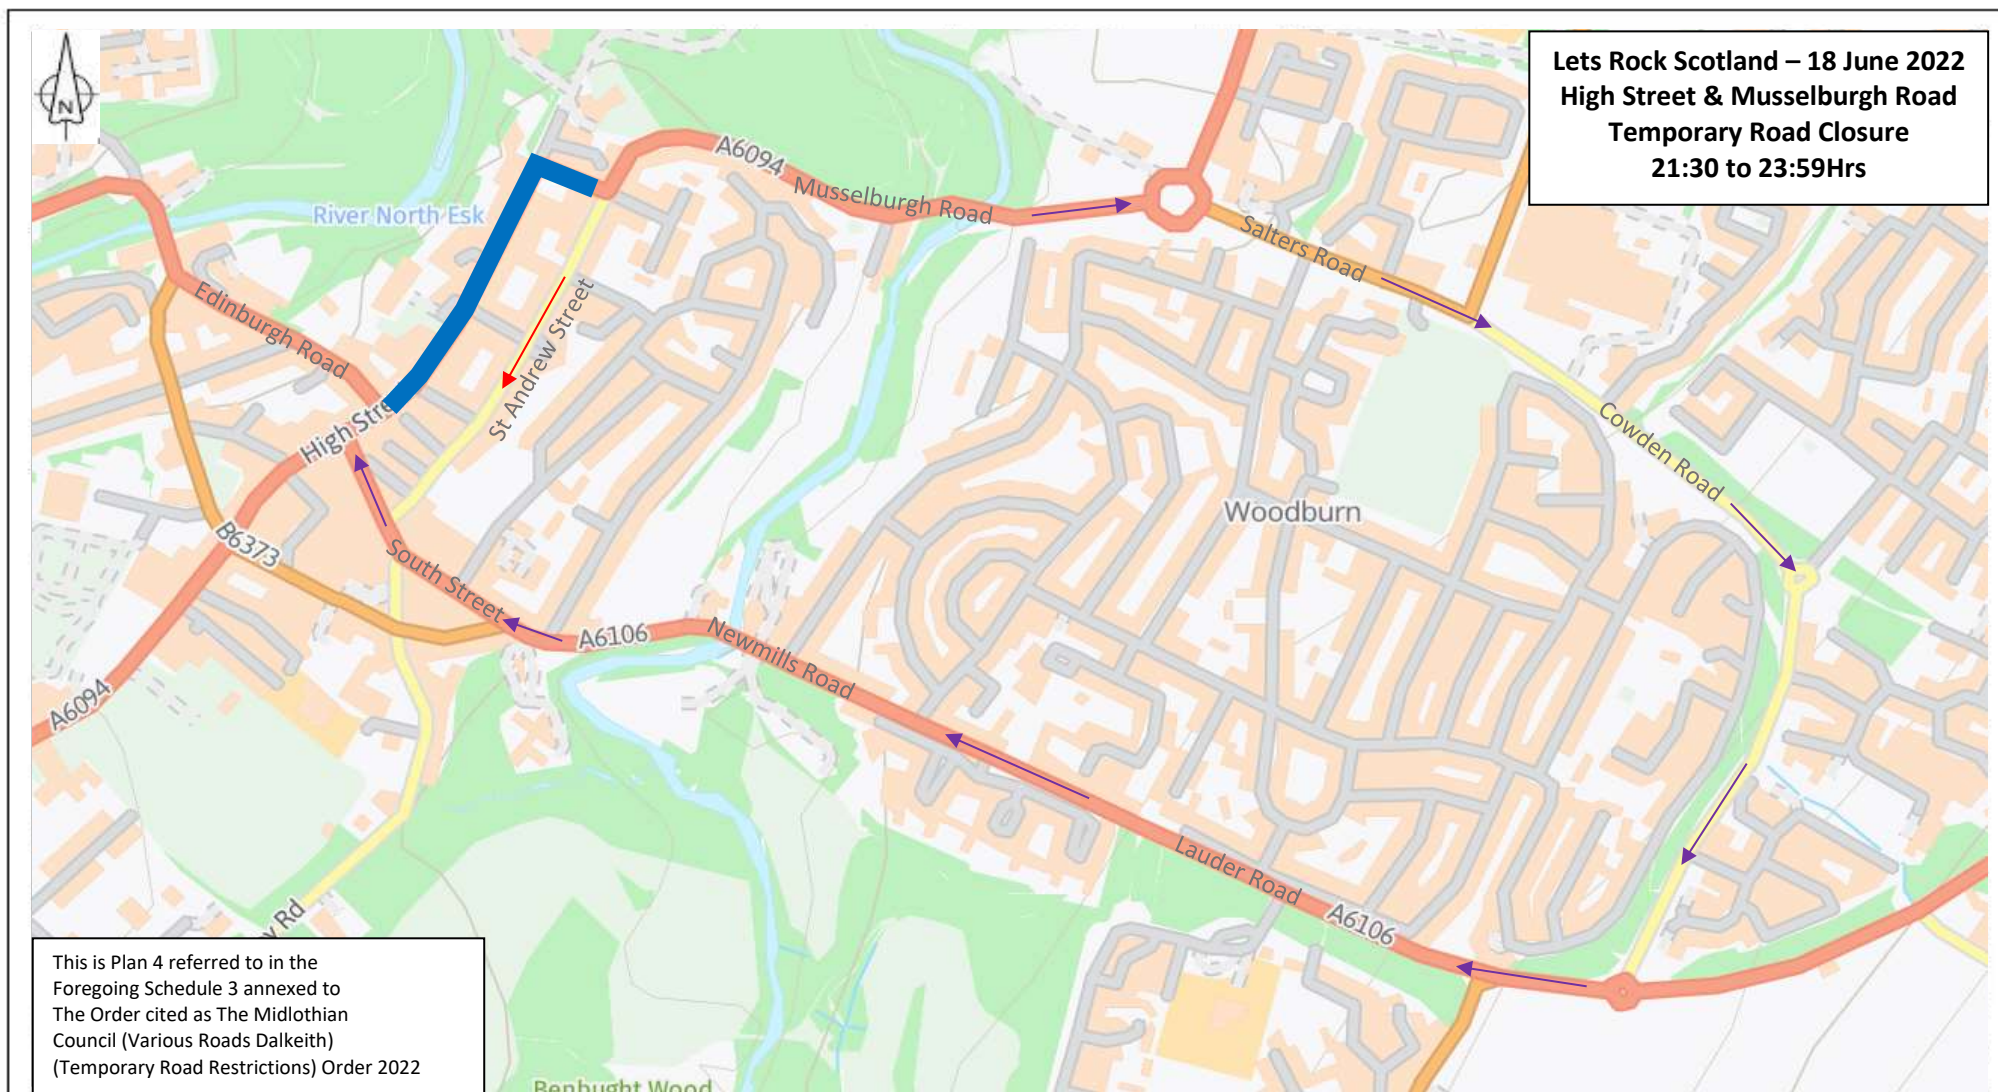 N
Lets Rock Scotland – 18 June 2022
High Street & Musselburgh Road
Temporary Road Closure
21:30 to 23:59Hrs
A6094
Musselburgh Road
River North Esk
Salters Road
Edinburgh Road
St Andrew Street
High Stre
Cowden Road
Woodburn
B6373
South Street
A6106
Newmills Road
A6094
Lauder Road
A6106
y Rd
This is Plan 4 referred to in the
Foregoing Schedule 3 annexed to
The Order cited as The Midlothian
Council (Various Roads Dalkeith)
(Temporary Road Restrictions) Order 2022
Benbught Wood